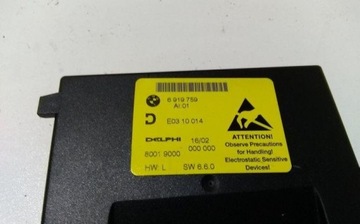 6 919 759
AI 01
D
E03 10 014
DELPHI 16/02
8001 9000 000 000
HW: L SW 6.6.0
ATTENTION!
Observe Precautions
for Handling!
Electrostatic Sensitive
Devices!